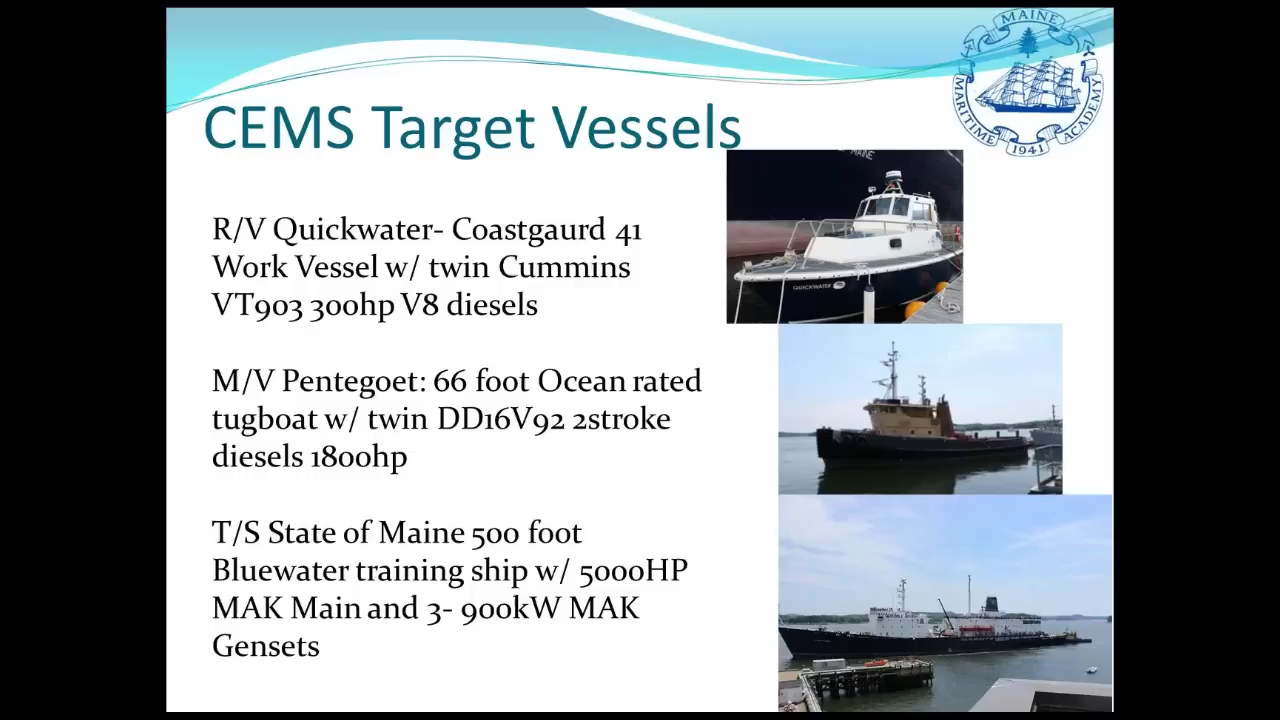 MAINE
MARITIME
ACADEMY
1941
CEMS Target Vessels
MAINE
R/V Quickwater- Coastgaurd 41
Work Vessel w/ twin Cummins
VT903 300hp V8 diesels
QUICKWATER
M/V Pentegoet: 66 foot Ocean rated
tugboat w/ twin DD16V92 2stroke
diesels 1800hp
T/S State of Maine 500 foot
Bluewater training ship w/ 5000HP
MAK Main and 3- 900kW MAK
Gensets